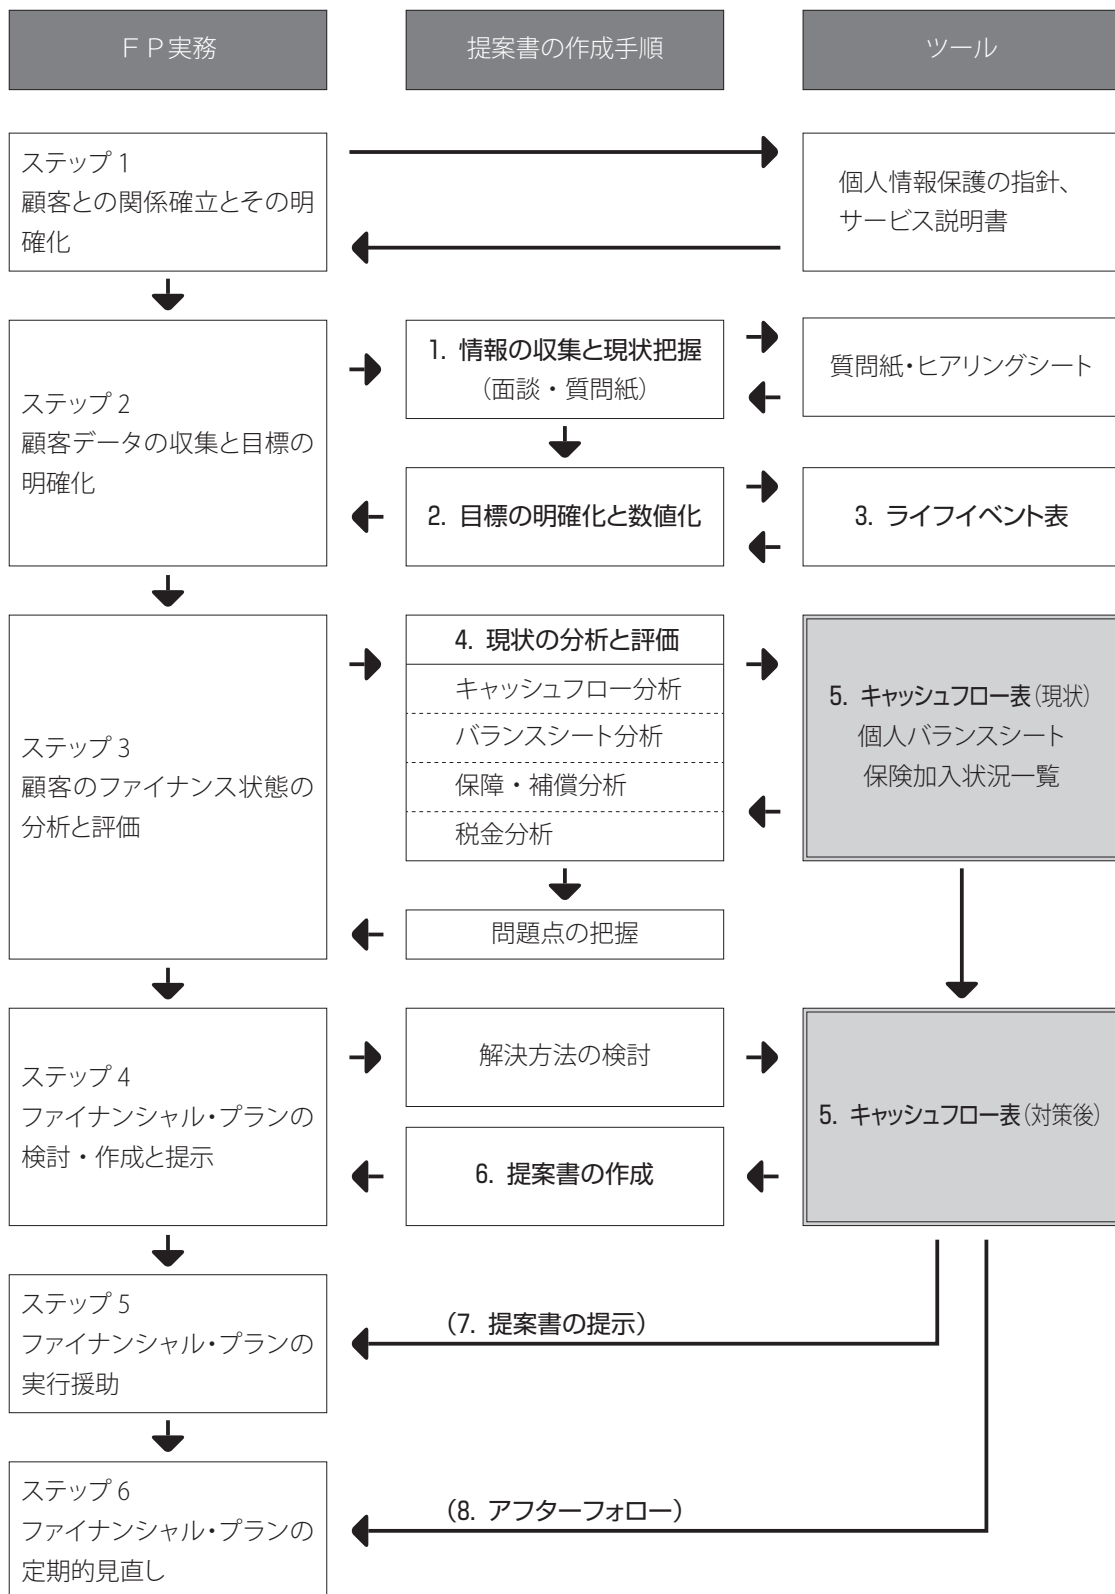 ＦＰ実務
提案書の作成手順
ツール
ステップ 1
顧客との関係確立とその明
確化
個人情報保護の指針、
サービス説明書
ステップ 2
顧客データの収集と目標の
明確化
1. 情報の収集と現状把握
（面談・質問紙）
質問紙・ヒアリングシート
2. 目標の明確化と数値化
3. ライフイベント表
ステップ 3
顧客のファイナンス状態の
分析と評価
4. 現状の分析と評価
キャッシュフロー分析
バランスシート分析
保障・補償分析
税金分析
問題点の把握
5. キャッシュフロー表（現状）
個人バランスシート
保険加入状況一覧
ステップ 4
ファイナンシャル・プランの
検討・作成と提示
解決方法の検討
6. 提案書の作成
5. キャッシュフロー表（対策後）
ステップ 5
ファイナンシャル・プランの
実行援助
（7. 提案書の提示）
ステップ 6
ファイナンシャル・プランの
定期的見直し
（8. アフターフォロー）